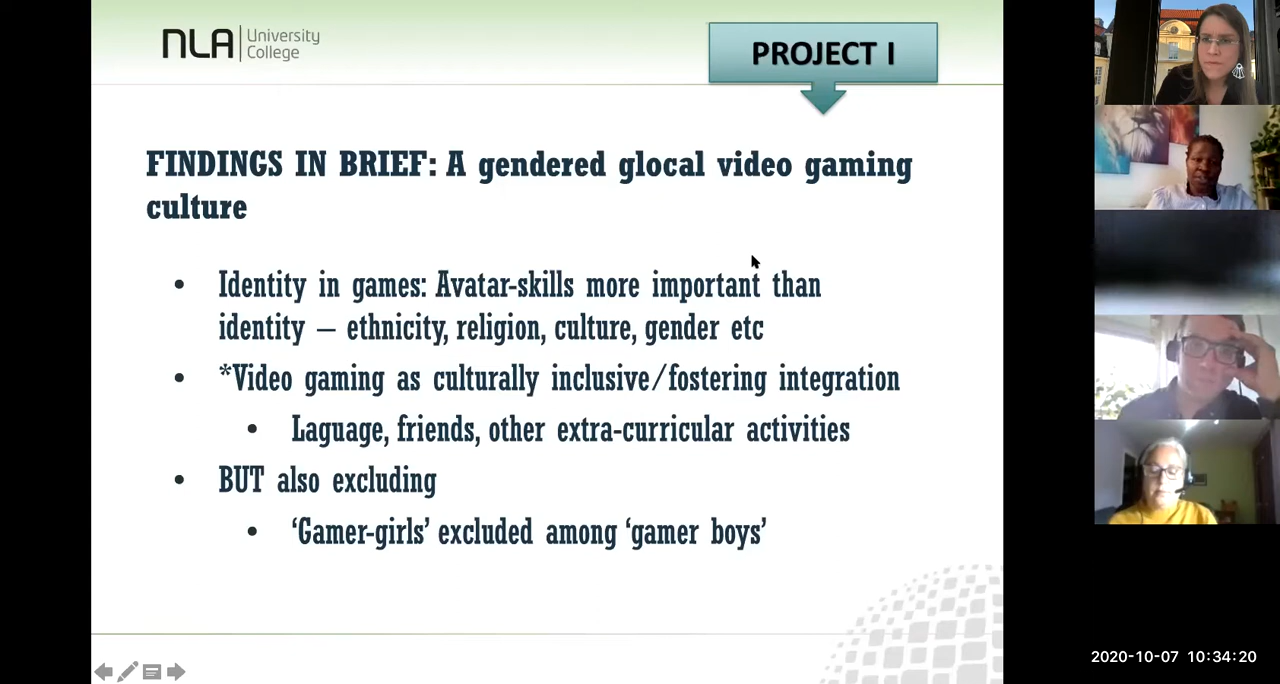 NLA University
College
PROJECT I
FINDINGS IN BRIEF: A gendered glocal video gaming
culture
• Identity in games: Avatar-skills more important than
identity – ethnicity, religion, culture, gender etc
• *Video gaming as culturally inclusive/fostering integration
• Laguage, friends, other extra-curricular activities
• BUT also excluding
• ‘Gamer-girls’ excluded among ‘gamer boys’
2020-10-07 10:34:20